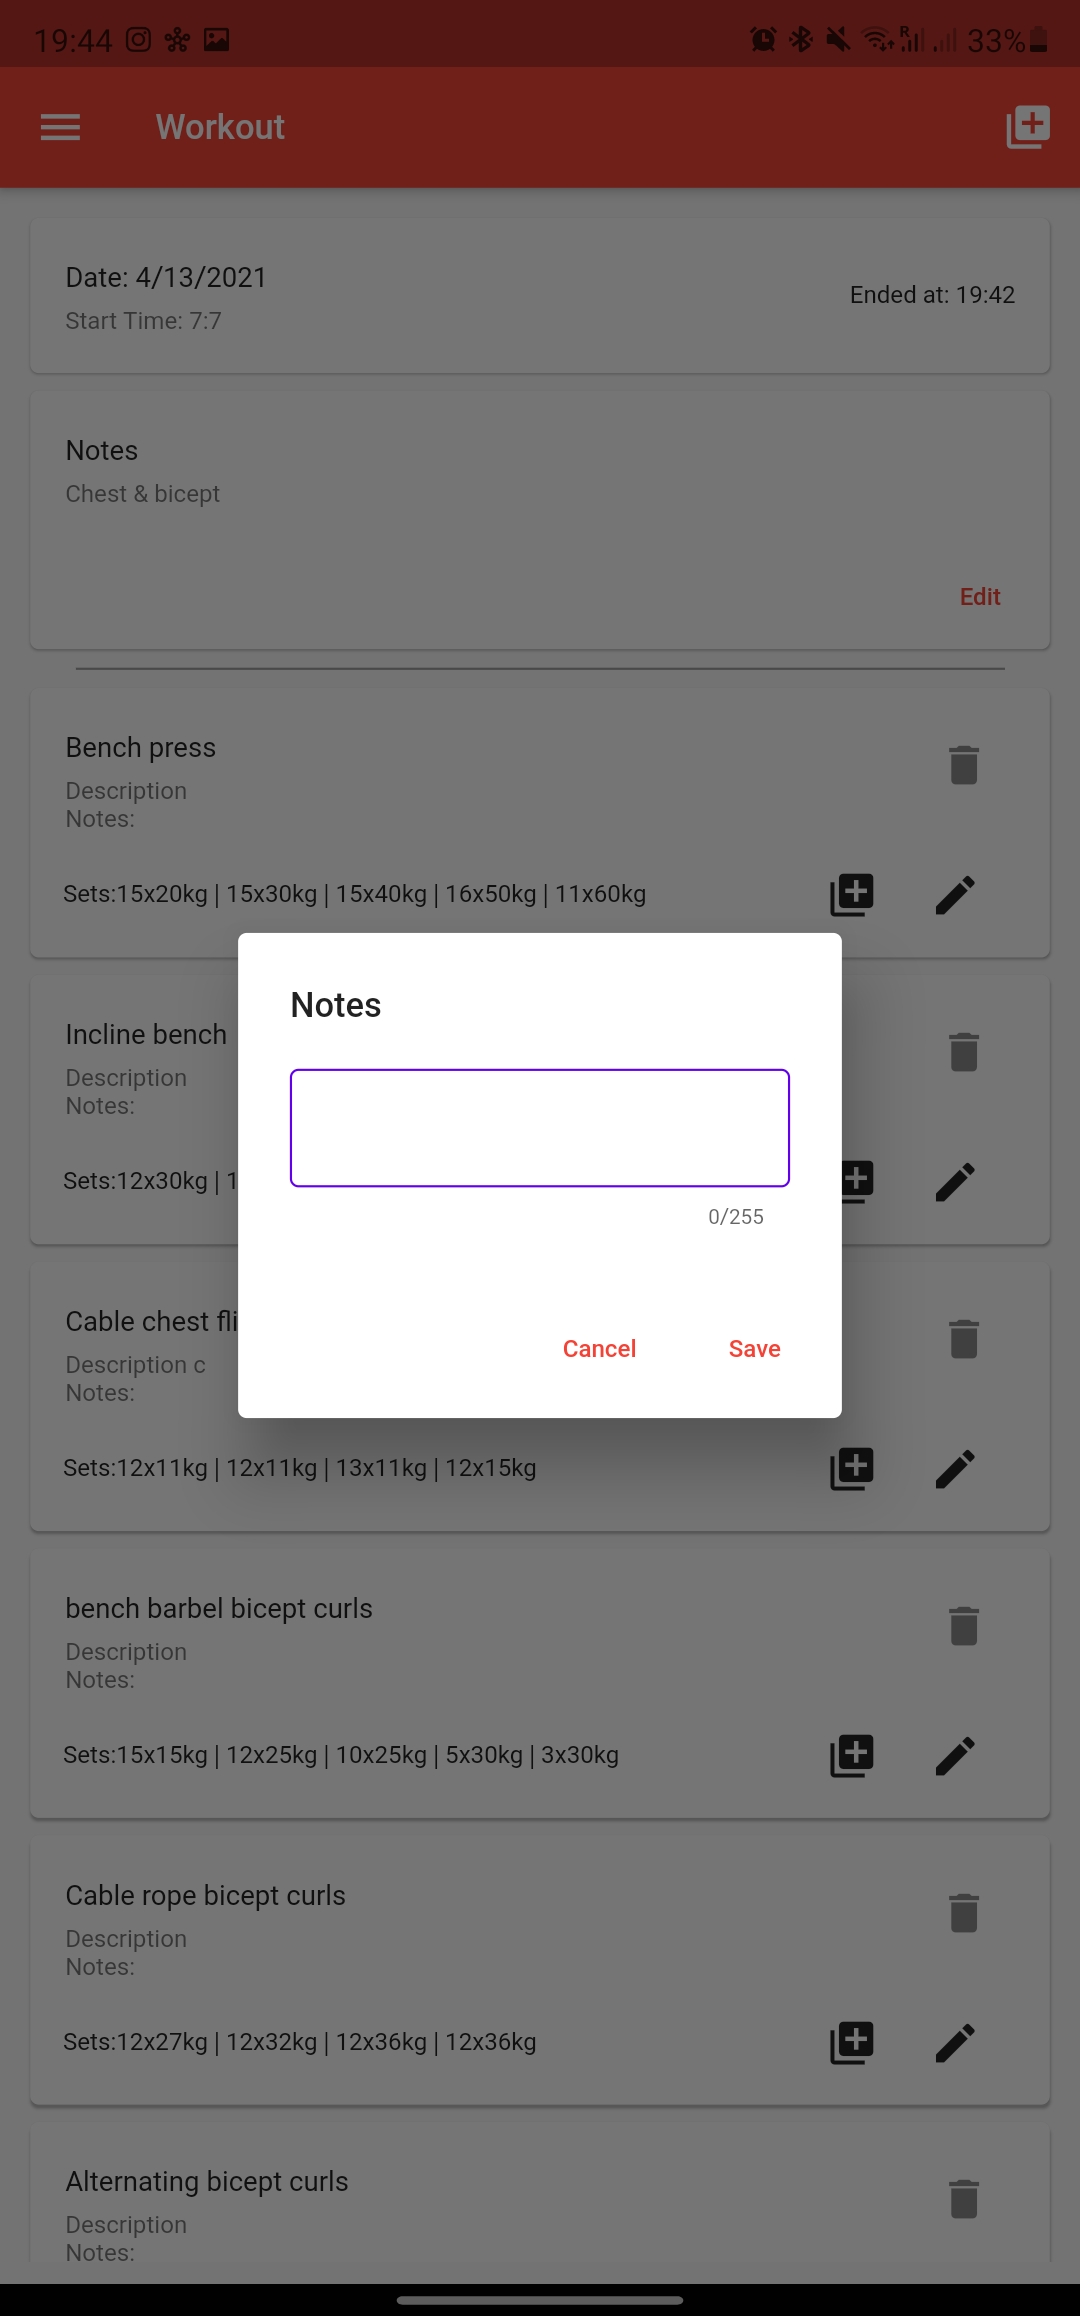 19:44
R
33%
Workout
Date: 4/13/2021
Start Time: 7:7
Ended at: 19:42
Notes
Chest & bicept
Edit
Bench press
Description
Notes:
Sets:15x20kg | 15x30kg | 15x40kg | 16x50kg | 11x60kg
Incline bench
Description
Notes:
Sets:12x30kg | 1
Notes
0/255
Cancel
Save
Cable chest fli
Description c
Notes:
Sets:12x11kg | 12x11kg | 13x11kg | 12x15kg
bench barbel bicept curls
Description
Notes:
Sets:15x15kg | 12x25kg | 10x25kg | 5x30kg | 3x30kg
Cable rope bicept curls
Description
Notes:
Sets:12x27kg | 12x32kg | 12x36kg | 12x36kg
Alternating bicept curls
Description
Notes: